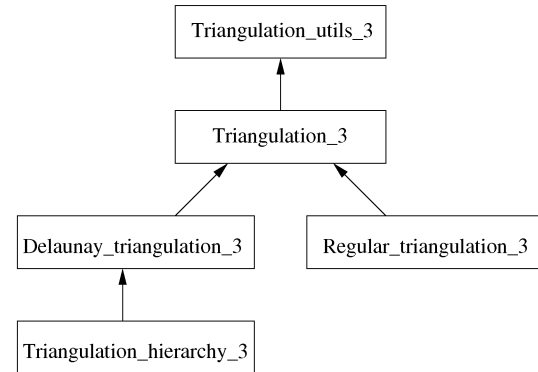 Triangulation_utils_3
Triangulation_3
Delaunay_triangulation_3
Regular_triangulation_3
Triangulation_hierarchy_3